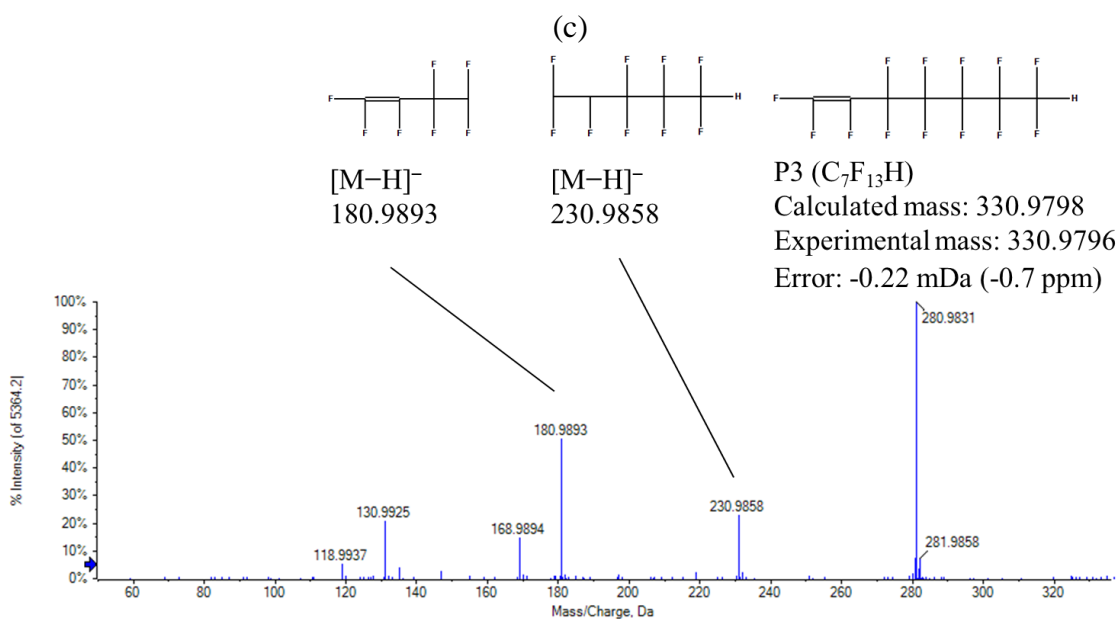 (c)
F F
F
F F F F
F F F F
H
F F F F F
F F F F F
F H
F F F F F F F
[M−H]⁻
180.9893
[M−H]⁻
230.9858
P3 (C₇F₁₃H)
Calculated mass: 330.9798
Experimental mass: 330.9796
Error: -0.22 mDa (-0.7 ppm)
% Intensity (of 5364.2]
100%
90%
80%
70%
60%
50%
40%
30%
20%
10%
0%
118.9937
130.9925
168.9894
180.9893
230.9858
280.9831
281.9858
60 80 100 120 140 160 180 200 220 240 260 280 300 320
Mass/Charge, Da